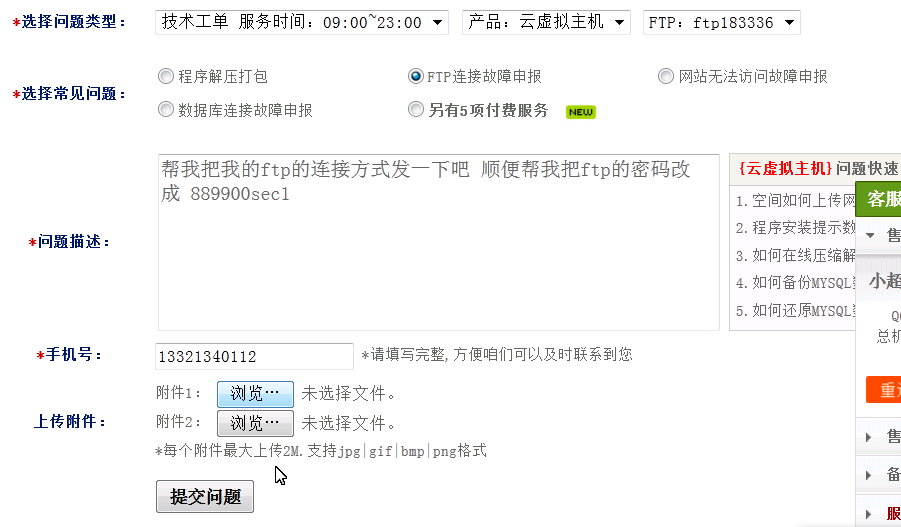 *选择问题类型： 技术工单 服务时间：09:00~23:00 产品：云虚拟主机 FTP：ftp183336
*选择常见问题： 程序解压打包 FTP连接故障申报 网站无法访问故障申报
数据库连接故障申报 另有5项付费服务 NEW
*问题描述：
帮我把我的ftp的连接方式发一下吧 顺便帮我把ftp的密码改
成 889900sec1
{云虚拟主机}问题快速
1.空间如何上传网
2.程序安装提示数
3.如何在线压缩解
4.如何备份MYSQL
5.如何还原MYSQL
客服
售
小超
总机
售
备
服
*手机号： 13321340112 *请填写完整,方便咱们可以及时联系到您
上传附件： 附件1： 浏览… 未选择文件。
附件2： 浏览… 未选择文件。
*每个附件最大上传2M.支持jpg|gif|bmp|png格式
提交问题